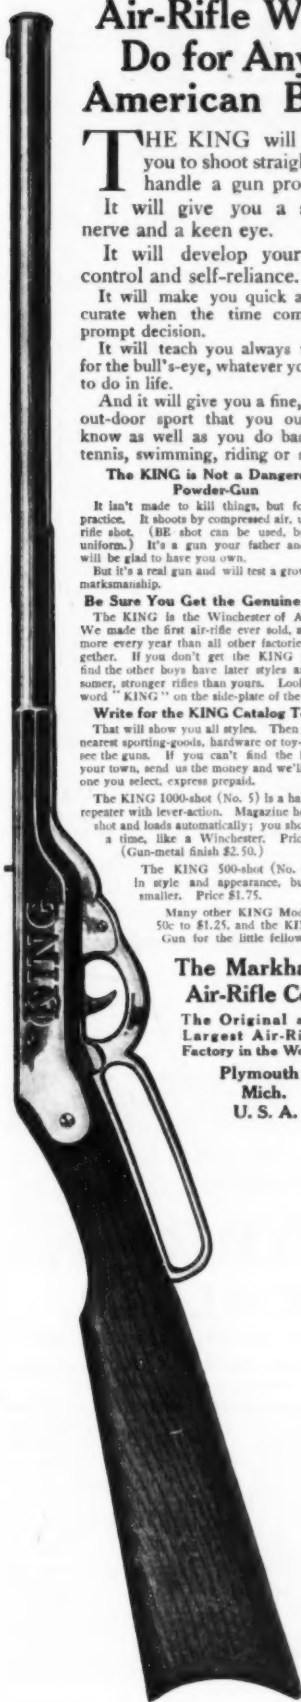 Air-Rifle W
Do for Any
American B
THE KING will
you to shoot straigh
handle a gun pro
It will give you a s
nerve and a keen eye.
It will develop your
control and self-reliance.
It will make you quick a
curate when the time com
prompt decision.
It will teach you always
for the bull's-eye, whatever yo
to do in life.
And it will give you a fine,
out-door sport that you ou
know as well as you do bas
tennis, swimming, riding or s
The KING is Not a Danger
Powder-Gun
It isn't made to kill things, but fo
practice. It shoots by compressed air, u
rifle shot. (BE shot can be used, b
uniform.) It's a gun your father an
will be glad to have you own.
But it's a real gun and will test a gro
marksmanship.
Be Sure You Get the Genuine
The KING is the Winchester of A
We made the first air-rifle ever sold, a
more every year than all other factorie
gether. If you don't get the KING
find the other boys have later styles a
somer, stronger rifles than yours. Look
word "KING" on the side-plate of the
Write for the KING Catalog T
That will show you all styles. Then
nearest sporting-goods, hardware or toy-
see the guns. If you can't find the
your town, send us the money and we'll
one you select, express prepaid.
The KING 1000-shot (No. 5) is a ha
repeater with lever-action. Magazine ho
shot and loads automatically; you sho
a time, like a Winchester. Pric
(Gun-metal finish $2.50.)
The KING 500-shot (No.
in style and appearance, bu
smaller. Price $1.75.
Many other KING Mod
50c to $1.25, and the KI
Gun for the little fellow
KING
The Markha
Air-Rifle C
The Original a
Largest Air-Ri
Factory in the Wo
Plymouth
Mich.
U. S. A.